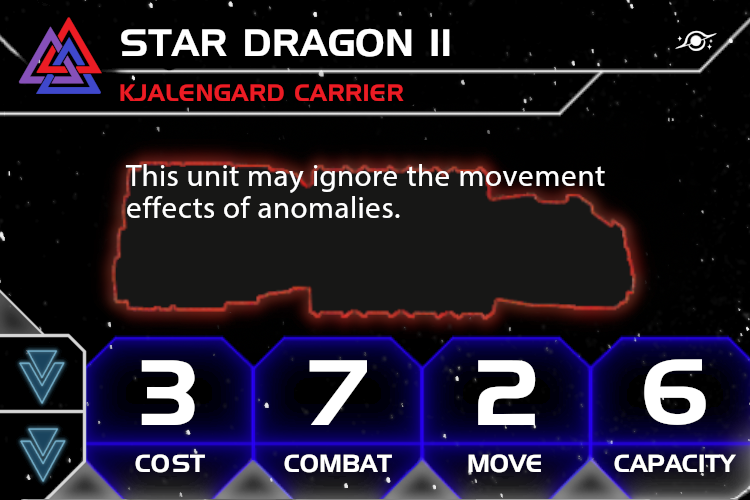 STAR DRAGON II
KJALENGARD CARRIER
This unit may ignore the movement
effects of anomalies.
3 7 2 6
COST COMBAT MOVE CAPACITY